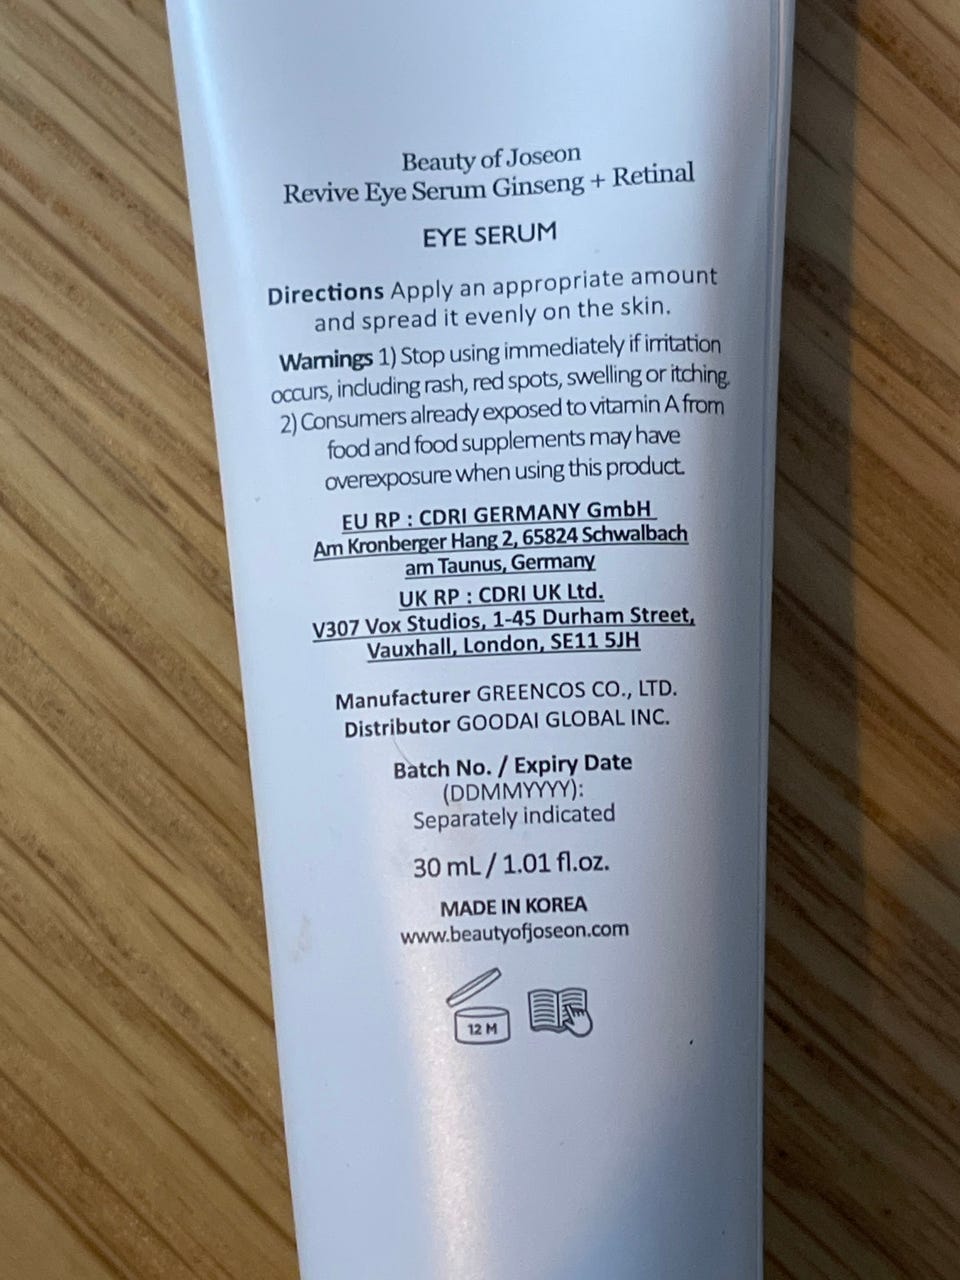 Beauty of Joseon
Revive Eye Serum Ginseng + Retinal
EYE SERUM
Directions Apply an appropriate amount
and spread it evenly on the skin.
Warnings 1) Stop using immediately if irritation
occurs, including rash, red spots, swelling or itching.
2) Consumers already exposed to vitamin A from
food and food supplements may have
overexposure when using this product.
EU RP : CDRI GERMANY GmbH
Am Kronberger Hang 2, 65824 Schwalbach
am Taunus, Germany
UK RP : CDRI UK Ltd.
V307 Vox Studios, 1-45 Durham Street,
Vauxhall, London, SE11 5JH
Manufacturer GREENCOS CO., LTD.
Distributor GOODAI GLOBAL INC.
Batch No. / Expiry Date
(DDMMYYYY):
Separately indicated
30 mL / 1.01 fl.oz.
MADE IN KOREA
www.beautyofjoseon.com
12 M